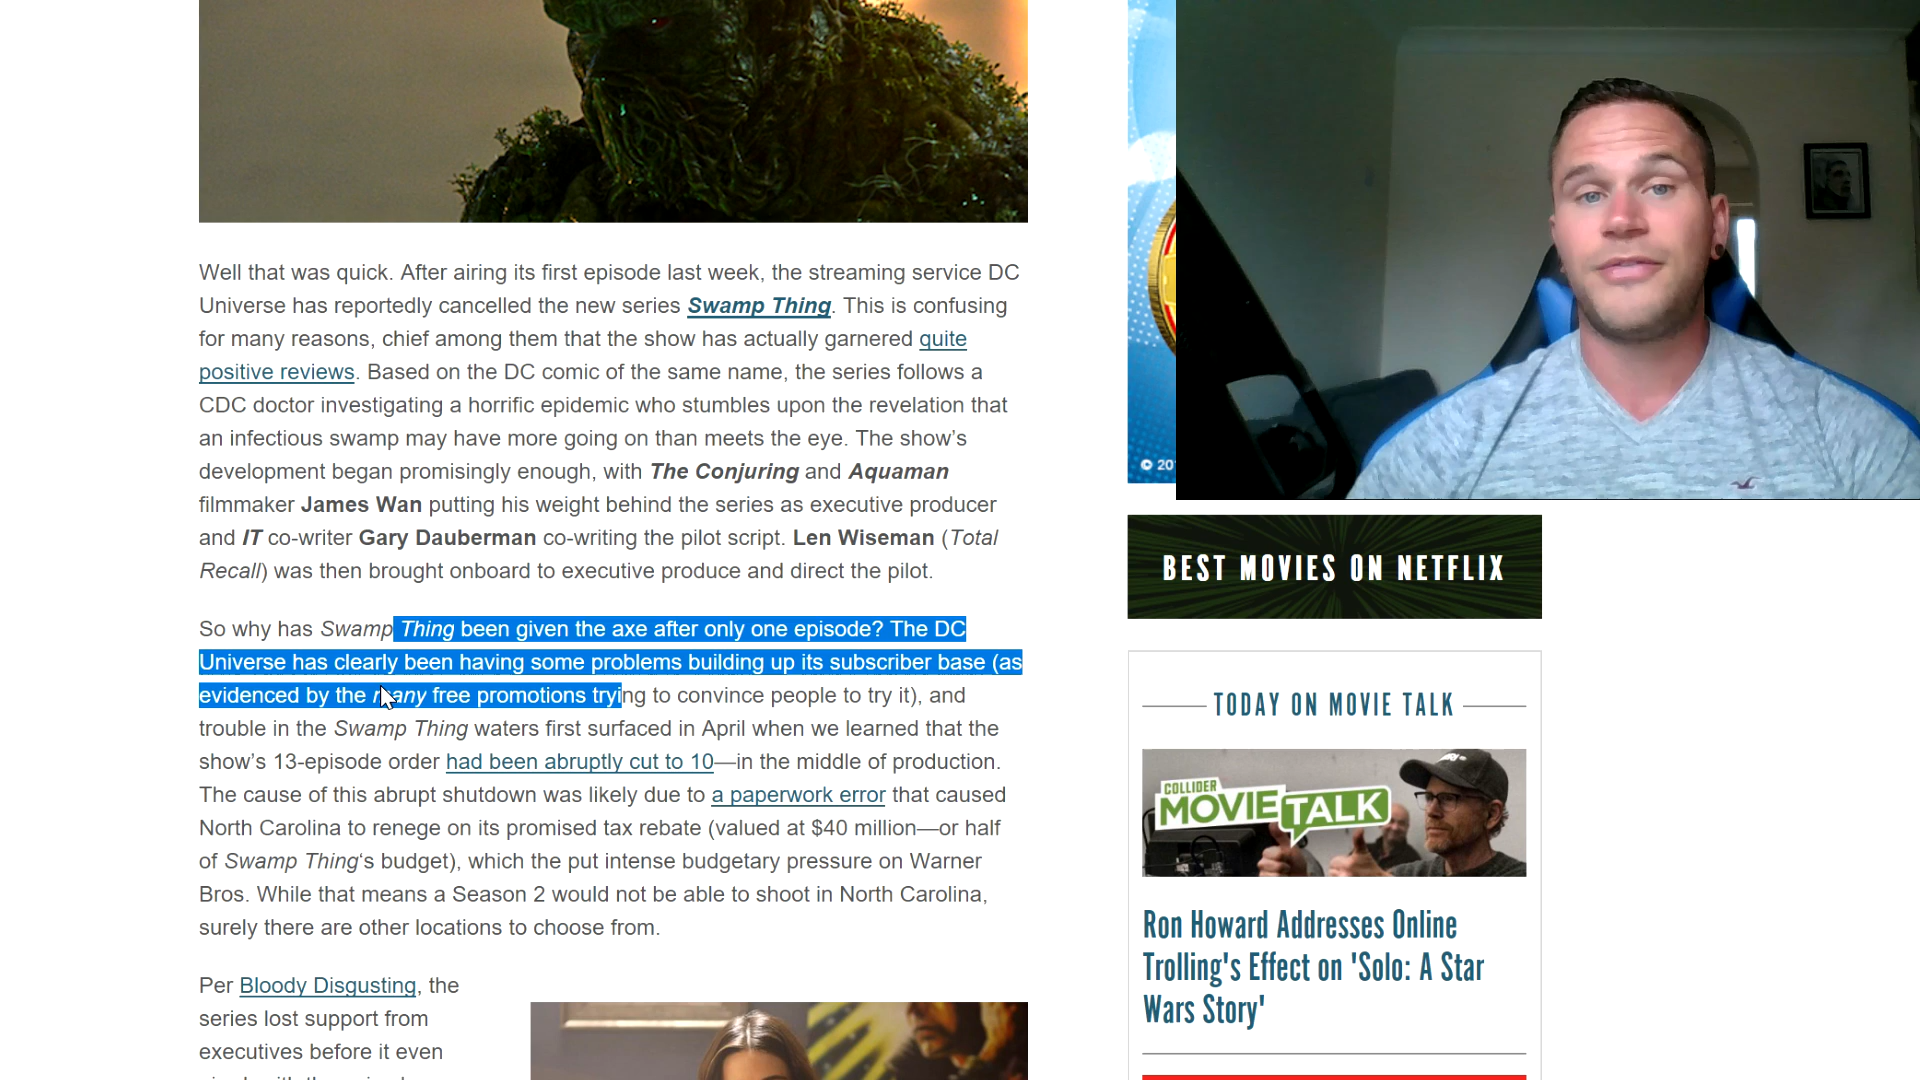 Well that was quick. After airing its first episode last week, the streaming service DC
Universe has reportedly cancelled the new series Swamp Thing. This is confusing
for many reasons, chief among them that the show has actually garnered quite
positive reviews. Based on the DC comic of the same name, the series follows a
CDC doctor investigating a horrific epidemic who stumbles upon the revelation that
an infectious swamp may have more going on than meets the eye. The show’s
development began promisingly enough, with The Conjuring and Aquaman
filmmaker James Wan putting his weight behind the series as executive producer
and IT co-writer Gary Dauberman co-writing the pilot script. Len Wiseman (Total
Recall) was then brought onboard to executive produce and direct the pilot.
So why has Swamp Thing been given the axe after only one episode? The DC
Universe has clearly been having some problems building up its subscriber base (as
evidenced by the many free promotions trying to convince people to try it), and
trouble in the Swamp Thing waters first surfaced in April when we learned that the
show’s 13-episode order had been abruptly cut to 10—in the middle of production.
The cause of this abrupt shutdown was likely due to a paperwork error that caused
North Carolina to renege on its promised tax rebate (valued at $40 million—or half
of Swamp Thing‘s budget), which the put intense budgetary pressure on Warner
Bros. While that means a Season 2 would not be able to shoot in North Carolina,
surely there are other locations to choose from.
Per Bloody Disgusting, the
series lost support from
executives before it even
© 20
BEST MOVIES ON NETFLIX
TODAY ON MOVIE TALK
COLLIDER
MOVIE TALK
Ron Howard Addresses Online
Trolling's Effect on 'Solo: A Star
Wars Story'